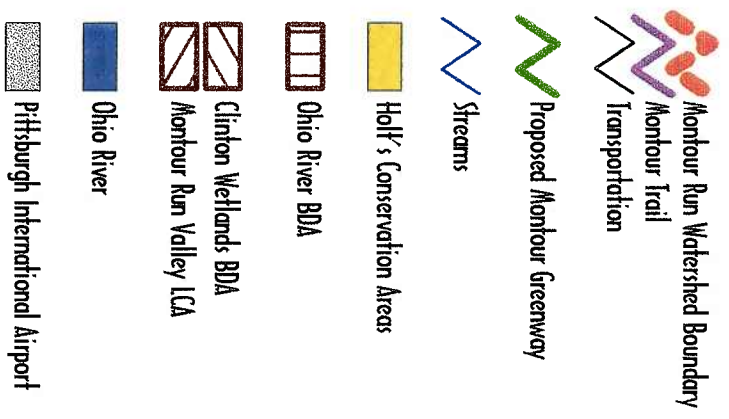 Montour Run Watershed Boundary
Montour Trail
Transportation
Proposed Montour Greenway
Streams
Holt's Conservation Areas
Ohio River BDA
Clinton Wetlands BDA
Montour Run Valley LCA
Ohio River
Pittsburgh International Airport